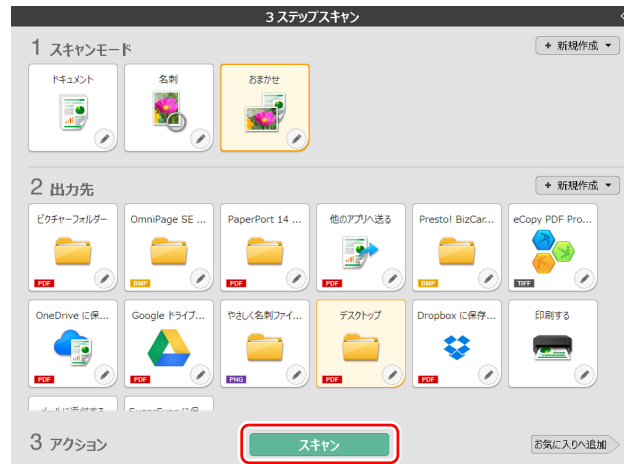 3ステップスキャン
1 スキャンモード
+ 新規作成
ドキュメント
名刺
おまかせ
2 出力先
+ 新規作成
ピクチャーフォルダー
OmniPage SE ...
PaperPort 14 ...
他のアプリへ送る
Presto! BizCar...
eCopy PDF Pro...
PDF
BMP
PDF
PDF
BMP
TIFF
OneDrive に保...
Google ドライブ...
やさしく名刺ファイ...
デスクトップ
Dropbox に保存...
印刷する
PDF
PDF
PNG
PDF
PDF
3 アクション
スキャン
お気に入りへ追加